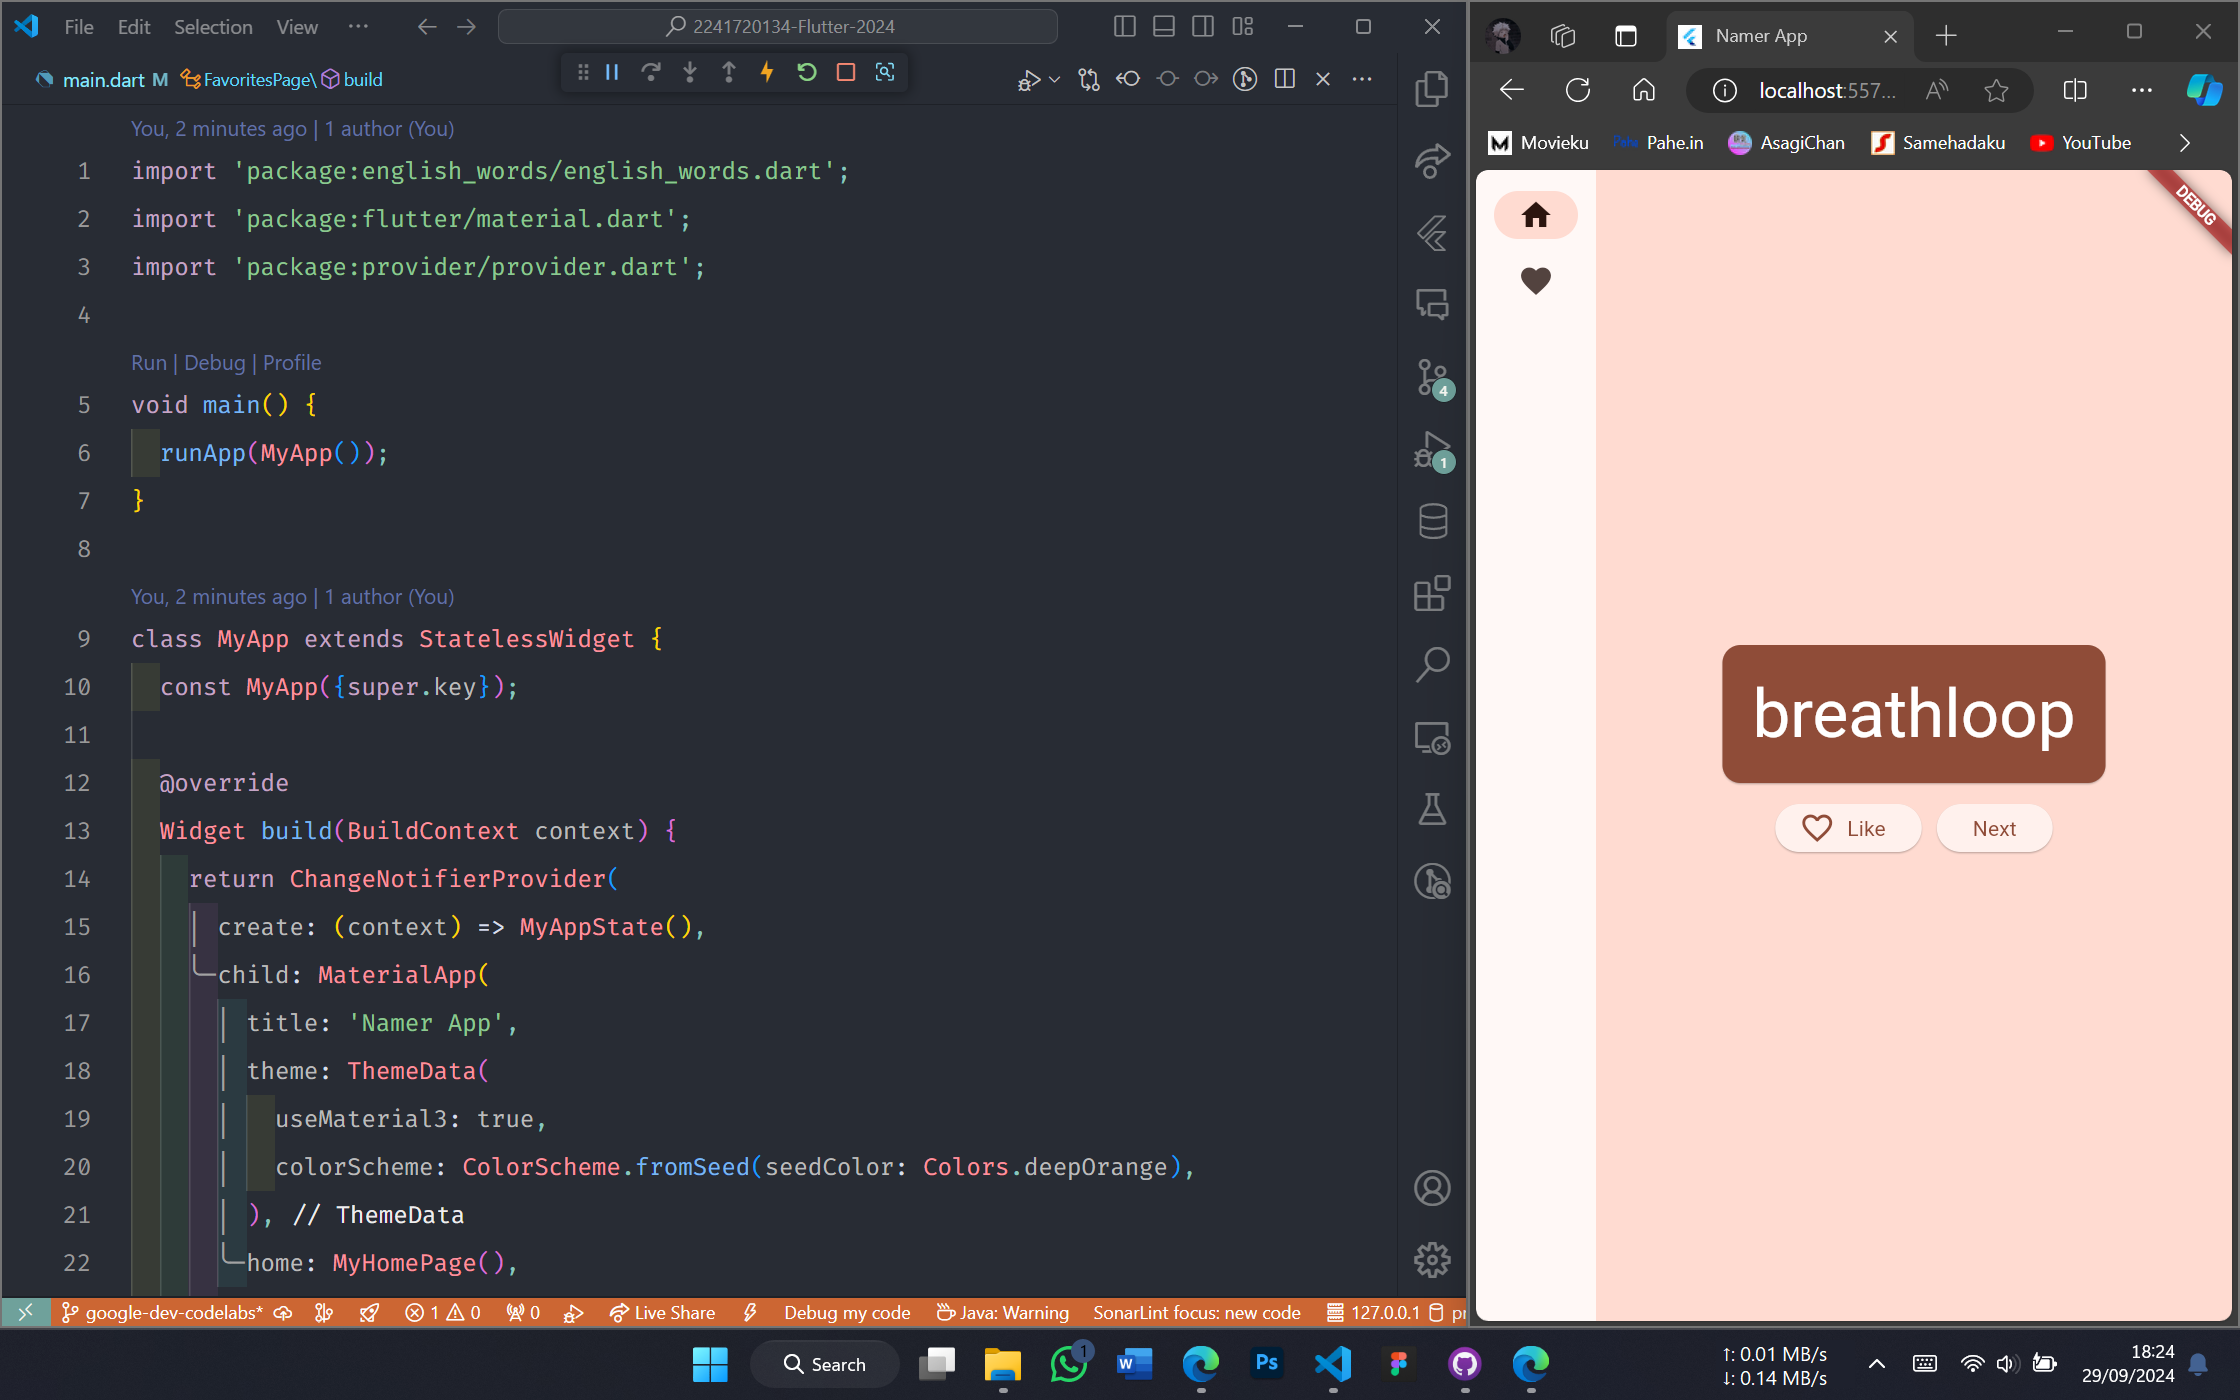 File Edit Selection View ··· 2241720134-Flutter-2024
main.dart M FavoritesPage\ build
You, 2 minutes ago | 1 author (You)
1 import 'package:english_words/english_words.dart';
2 import 'package:flutter/material.dart';
3 import 'package:provider/provider.dart';
4
Run | Debug | Profile
5 void main() {
6 runApp(MyApp());
7 }
8
You, 2 minutes ago | 1 author (You)
9 class MyApp extends StatelessWidget {
10 const MyApp({super.key});
11
12 @override
13 Widget build(BuildContext context) {
14 return ChangeNotifierProvider(
15 create: (context) => MyAppState(),
16 child: MaterialApp(
17 title: 'Namer App',
18 theme: ThemeData(
19 useMaterial3: true,
20 colorScheme: ColorScheme.fromSeed(seedColor: Colors.deepOrange),
21 ), // ThemeData
22 home: MyHomePage(),
4
1
google-dev-codelabs* 1 0 0 Live Share Debug my code Java: Warning SonarLint focus: new code 127.0.0.1 pr
Namer App
localhost:557...
Movieku Pahe Pahe.in AsagiChan Samehadaku YouTube
DEBUG
breathloop
Like Next
Search 1 W Ps
↑: 0.01 MB/s
↓: 0.14 MB/s
18:24
29/09/2024